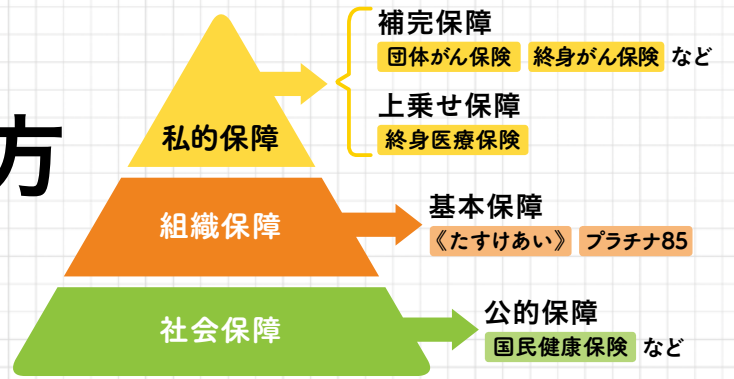 補完保障
団体がん保険 終身がん保険 など
上乗せ保障
終身医療保険
方
私的保障
基本保障
《たすけあい》 プラチナ85
組織保障
公的保障
国民健康保険 など
社会保障